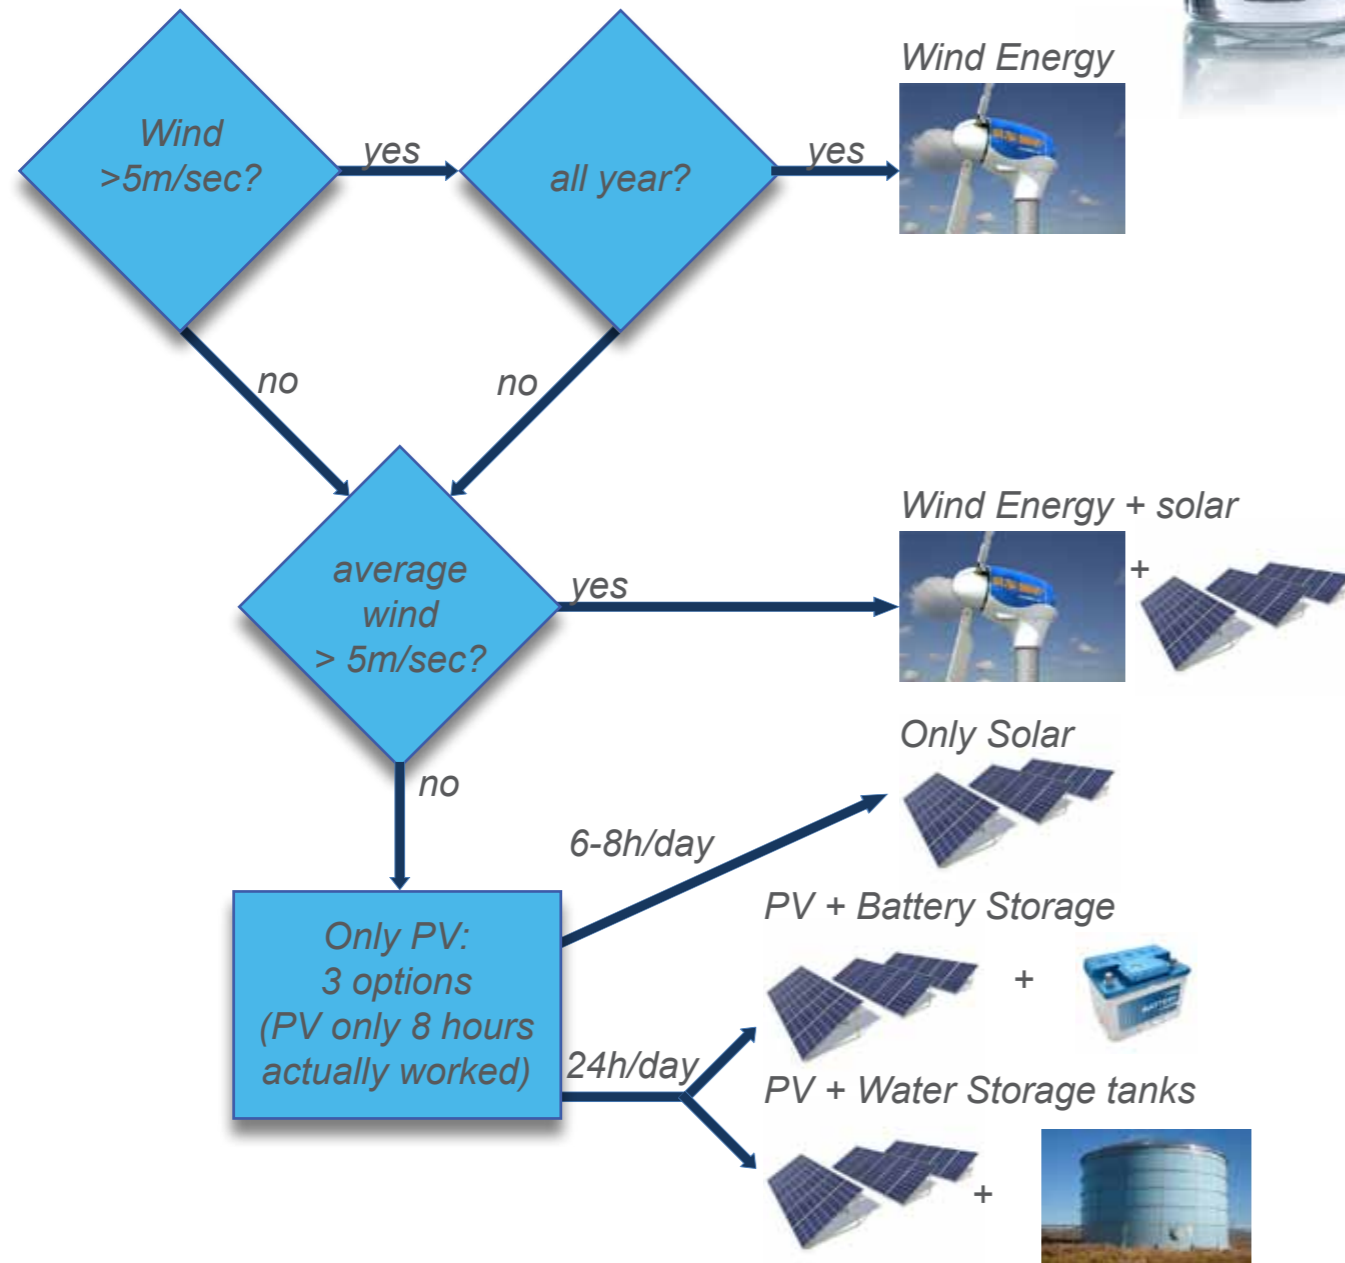 Wind Energy
Wind
>5m/sec?
yes
all year?
yes
no
no
Wind Energy + solar
average
wind
> 5m/sec?
yes
+
Only Solar
no
6-8h/day
Only PV:
3 options
(PV only 8 hours
actually worked)
PV + Battery Storage
+
BATTERY
24h/day
PV + Water Storage tanks
+